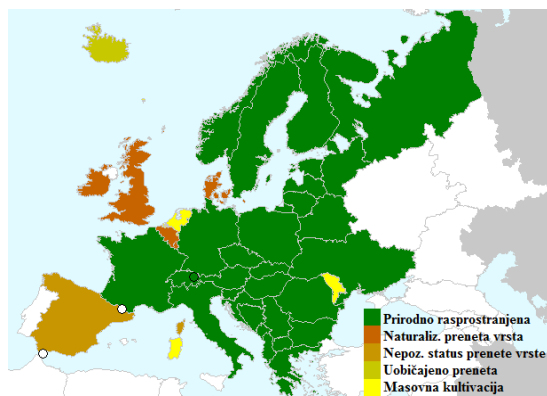 Prirodno rasprostranjena
Naturaliz. preneta vrsta
Nepoz. status prenete vrste
Uobičajeno preneta
Masovna kultivacija